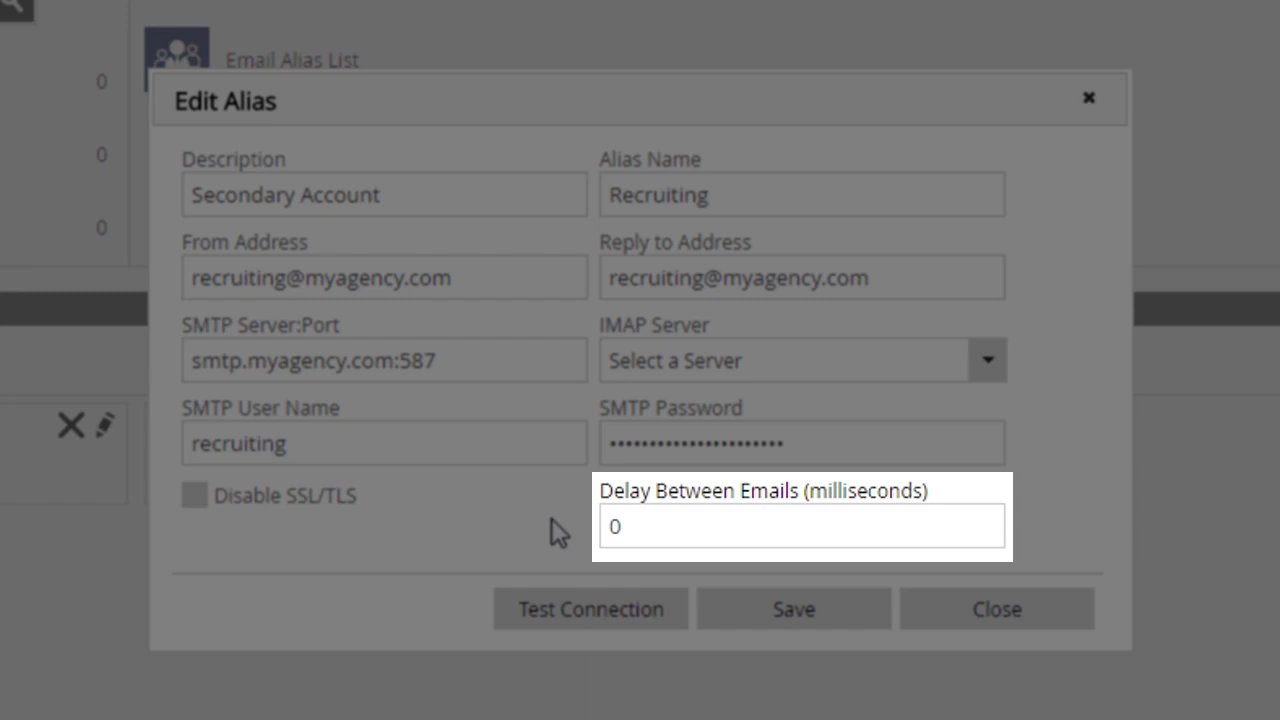 0
Email Alias List
Edit Alias
0
Description
Alias Name
Secondary Account
Recruiting
0
From Address
Reply to Address
recruiting@myagency.com
recruiting@myagency.com
SMTP Server:Port
IMAP Server
smtp.myagency.com:587
Select a Server
SMTP User Name
SMTP Password
recruiting
••••••••••••••••••••••
Disable SSL/TLS
Delay Between Emails (milliseconds)
0
Test Connection
Save
Close